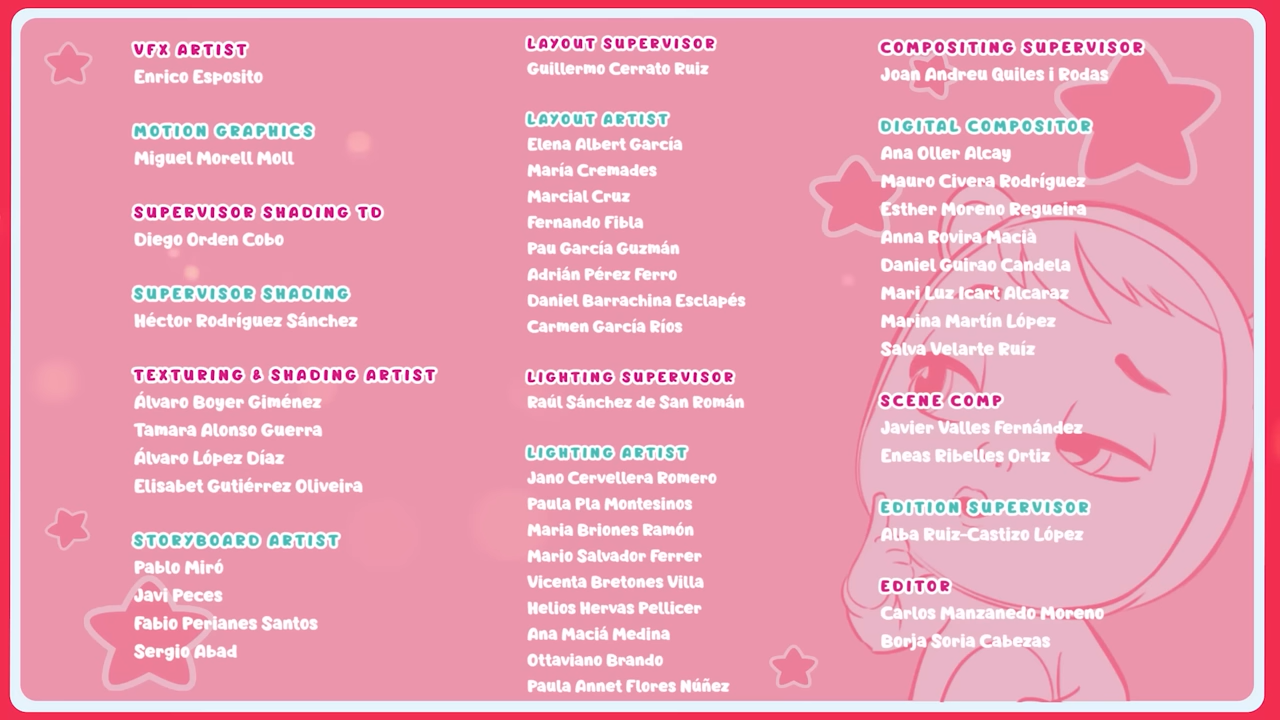 VFX ARTIST
Enrico Esposito
MOTION GRAPHICS
Miguel Morell Moll
SUPERVISOR SHADING TD
Diego Orden Cobo
SUPERVISOR SHADING
Héctor Rodríguez Sánchez
TEXTURING & SHADING ARTIST
Álvaro Boyer Giménez
Tamara Alonso Guerra
Álvaro López Díaz
Elisabet Gutiérrez Oliveira
STORYBOARD ARTIST
Pablo Miró
Javi Peces
Fabio Perianes Santos
Sergio Abad
LAYOUT SUPERVISOR
Guillermo Cerrato Ruiz
LAYOUT ARTIST
Elena Albert García
María Cremades
Marcial Cruz
Fernando Fibla
Pau García Guzmán
Adrián Pérez Ferro
Daniel Barrachina Esclapés
Carmen García Ríos
LIGHTING SUPERVISOR
Raúl Sánchez de San Román
LIGHTING ARTIST
Jano Cervellera Romero
Paula Pla Montesinos
Maria Briones Ramón
Mario Salvador Ferrer
Vicenta Bretones Villa
Helios Hervas Pellicer
Ana Maciá Medina
Ottaviano Brando
Paula Annet Flores Núñez
COMPOSITING SUPERVISOR
Joan Andreu Quiles i Rodas
DIGITAL COMPOSITOR
Ana Oller Alcay
Mauro Civera Rodríguez
Esther Moreno Regueira
Anna Rovira Macià
Daniel Guirao Candela
Mari Luz Icart Alcaraz
Marina Martín López
Salva Velarte Ruíz
SCENE COMP
Javier Valles Fernández
Eneas Ribelles Ortiz
EDITION SUPERVISOR
Alba Ruiz-Castizo López
EDITOR
Carlos Manzanedo Moreno
Borja Soria Cabezas